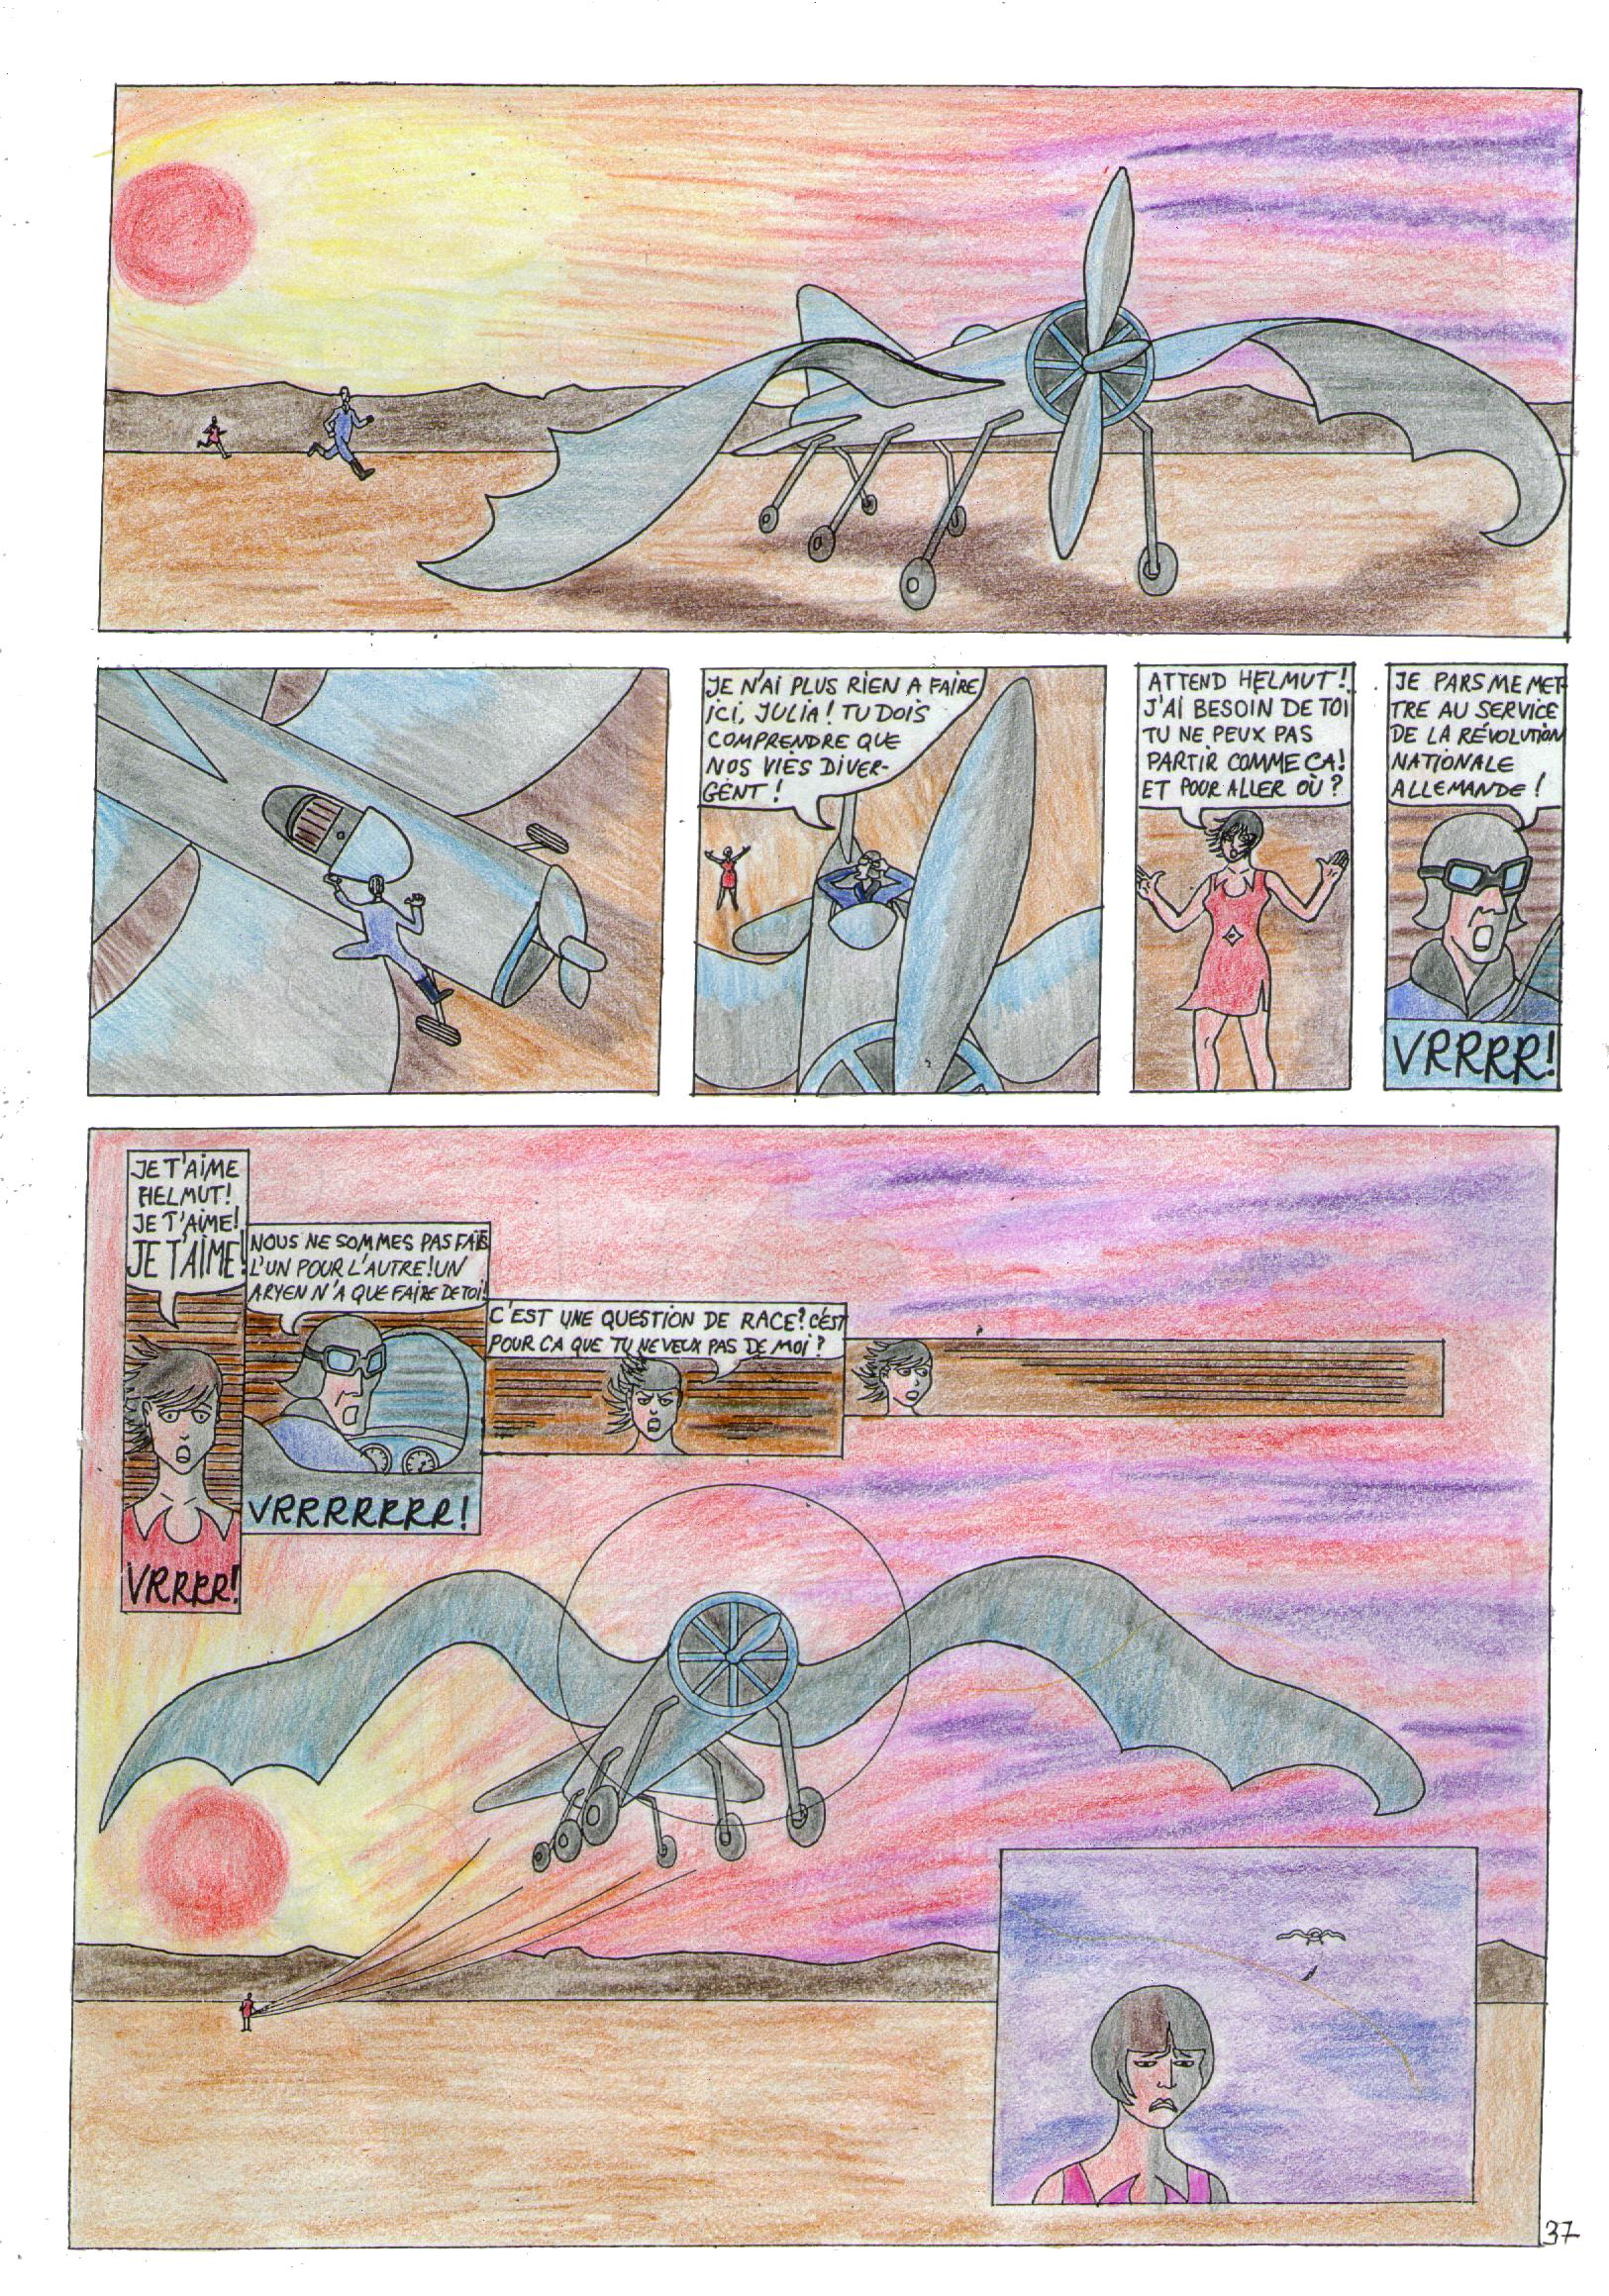 JE N'AI PLUS RIEN A FAIRE
ICI, JULIA! TU DOIS
COMPRENDRE QUE
NOS VIES DIVER-
GENT!
ATTEND HELMUT!
J'AI BESOIN DE TOI
TU NE PEUX PAS
PARTIR COMME CA!
ET POUR ALLER OÙ?
JE PARS ME MET-
TRE AU SERVICE
DE LA RÉVOLUTION
NATIONALE
ALLEMANDE!
VRRRR!
JE T'AIME
HELMUT!
JE T'AIME!
JE T'AIME!
VRRRR!
NOUS NE SOMMES PAS FAIS
L'UN POUR L'AUTRE! UN
ARYEN N'A QUE FAIRE DE TOI!
VRRRRRRR!
C'EST UNE QUESTION DE RACE? C'EST
POUR CA QUE TU NE VEUX PAS DE MOI?
37